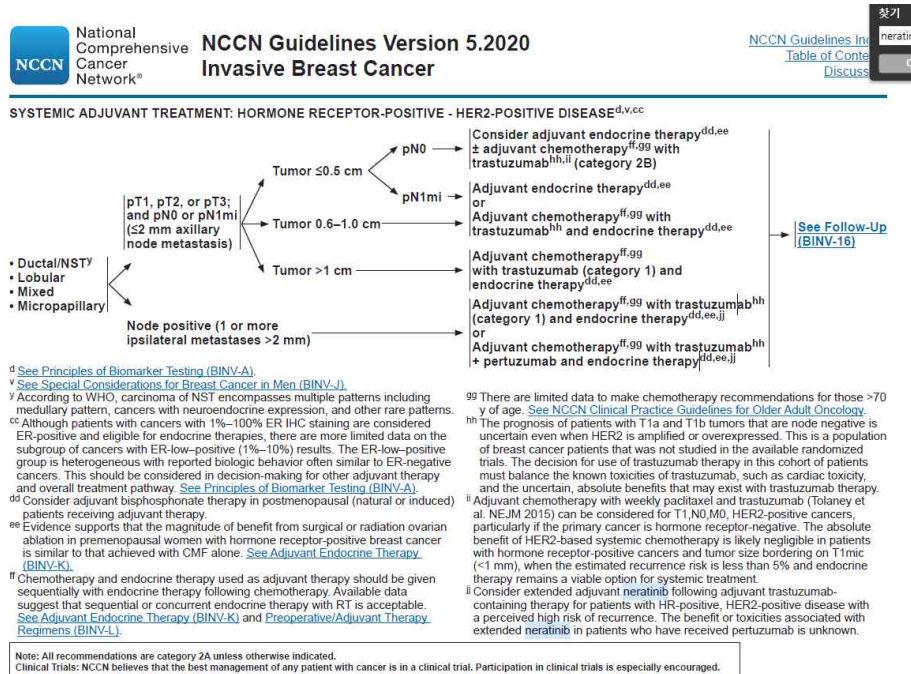 National
Comprehensive
Cancer
Network®
NCCN
NCCN Guidelines Version 5.2020
Invasive Breast Cancer
NCCN Guidelines In
Table of Conte
Discuss
찾기
neratin
SYSTEMIC ADJUVANT TREATMENT: HORMONE RECEPTOR-POSITIVE - HER2-POSITIVE DISEASEd,v,cc
• Ductal/NSTy
• Lobular
• Mixed
• Micropapillary
pT1, pT2, or pT3;
and pN0 or pN1mi
(≤2 mm axillary
node metastasis)
Node positive (1 or more
ipsilateral metastases >2 mm)
Tumor ≤0.5 cm
Tumor 0.6–1.0 cm
Tumor >1 cm
pN0
pN1mi
Consider adjuvant endocrine therapydd,ee
± adjuvant chemotherapyff,gg with
trastuzumabhh,ii (category 2B)
Adjuvant endocrine therapydd,ee
or
Adjuvant chemotherapyff,gg with
trastuzumabhh and endocrine therapydd,ee
Adjuvant chemotherapyff,gg
with trastuzumab (category 1) and
endocrine therapydd,ee
Adjuvant chemotherapyff,gg with trastuzumabhh
(category 1) and endocrine therapydd,ee,jj
or
Adjuvant chemotherapyff,gg with trastuzumabhh
+ pertuzumab and endocrine therapydd,ee,jj
See Follow-Up
(BINV-16)
d See Principles of Biomarker Testing (BINV-A).
v See Special Considerations for Breast Cancer in Men (BINV-J).
y According to WHO, carcinoma of NST encompasses multiple patterns including
medullary pattern, cancers with neuroendocrine expression, and other rare patterns.
cc Although patients with cancers with 1%–100% ER IHC staining are considered
ER-positive and eligible for endocrine therapies, there are more limited data on the
subgroup of cancers with ER-low–positive (1%–10%) results. The ER-low–positive
group is heterogeneous with reported biologic behavior often similar to ER-negative
cancers. This should be considered in decision-making for other adjuvant therapy
and overall treatment pathway. See Principles of Biomarker Testing (BINV-A).
dd Consider adjuvant bisphosphonate therapy in postmenopausal (natural or induced)
patients receiving adjuvant therapy.
ee Evidence supports that the magnitude of benefit from surgical or radiation ovarian
ablation in premenopausal women with hormone receptor-positive breast cancer
is similar to that achieved with CMF alone. See Adjuvant Endocrine Therapy
(BINV-K).
ff Chemotherapy and endocrine therapy used as adjuvant therapy should be given
sequentially with endocrine therapy following chemotherapy. Available data
suggest that sequential or concurrent endocrine therapy with RT is acceptable.
See Adjuvant Endocrine Therapy (BINV-K) and Preoperative/Adjuvant Therapy
Regimens (BINV-L).
gg There are limited data to make chemotherapy recommendations for those >70
y of age. See NCCN Clinical Practice Guidelines for Older Adult Oncology.
hh The prognosis of patients with T1a and T1b tumors that are node negative is
uncertain even when HER2 is amplified or overexpressed. This is a population
of breast cancer patients that was not studied in the available randomized
trials. The decision for use of trastuzumab therapy in this cohort of patients
must balance the known toxicities of trastuzumab, such as cardiac toxicity,
and the uncertain, absolute benefits that may exist with trastuzumab therapy.
ii Adjuvant chemotherapy with weekly paclitaxel and trastuzumab (Tolaney et
al. NEJM 2015) can be considered for T1,N0,M0, HER2-positive cancers,
particularly if the primary cancer is hormone receptor-negative. The absolute
benefit of HER2-based systemic chemotherapy is likely negligible in patients
with hormone receptor-positive cancers and tumor size bordering on T1mic
(<1 mm), when the estimated recurrence risk is less than 5% and endocrine
therapy remains a viable option for systemic treatment.
jj Consider extended adjuvant neratinib following adjuvant trastuzumab-
containing therapy for patients with HR-positive, HER2-positive disease with
a perceived high risk of recurrence. The benefit or toxicities associated with
extended neratinib in patients who have received pertuzumab is unknown.
Note: All recommendations are category 2A unless otherwise indicated.
Clinical Trials: NCCN believes that the best management of any patient with cancer is in a clinical trial. Participation in clinical trials is especially encouraged.